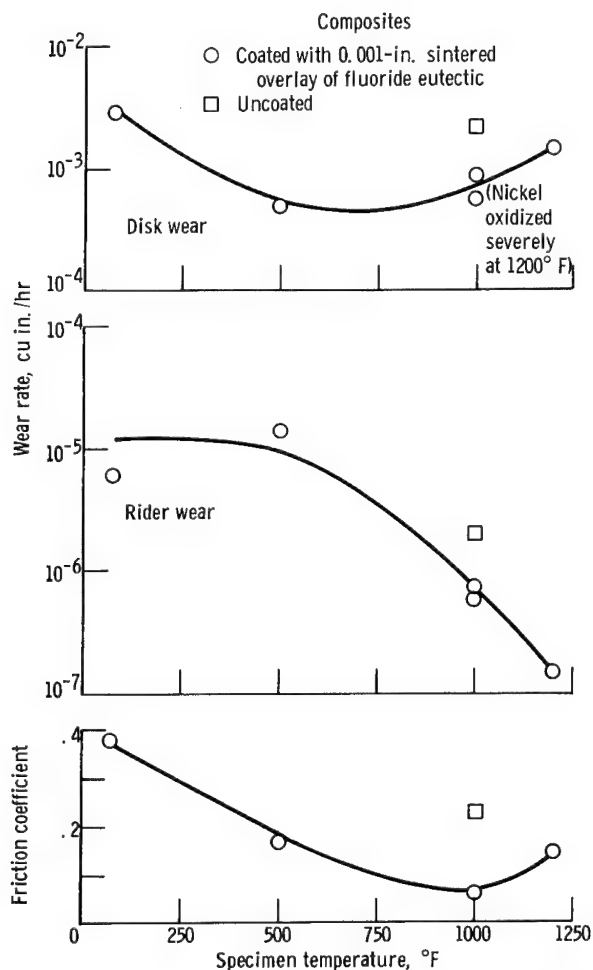 Composites
Coated with 0.001-in. sintered
overlay of fluoride eutectic
Uncoated
10-2
10-3
10-4
Disk wear
(Nickel
oxidized
severely
at 1200° F)
Wear rate, cu in./hr
10-4
10-5
10-6
10-7
Rider wear
Friction coefficient
.4
.2
0
250
500
750
1000
1250
Specimen temperature, °F